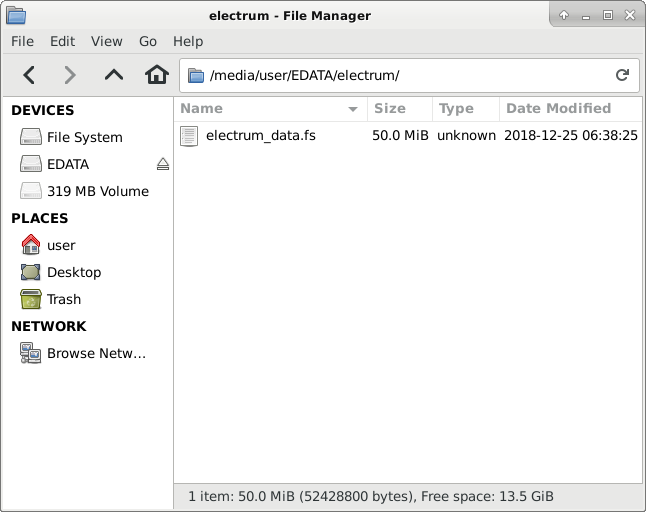 electrum - File Manager
File Edit View Go Help
/media/user/EDATA/electrum/
DEVICES
File System
EDATA
319 MB Volume
PLACES
user
Desktop
Trash
NETWORK
Browse Netw...
Name Size Type Date Modified
electrum_data.fs 50.0 MiB unknown 2018-12-25 06:38:25
1 item: 50.0 MiB (52428800 bytes), Free space: 13.5 GiB